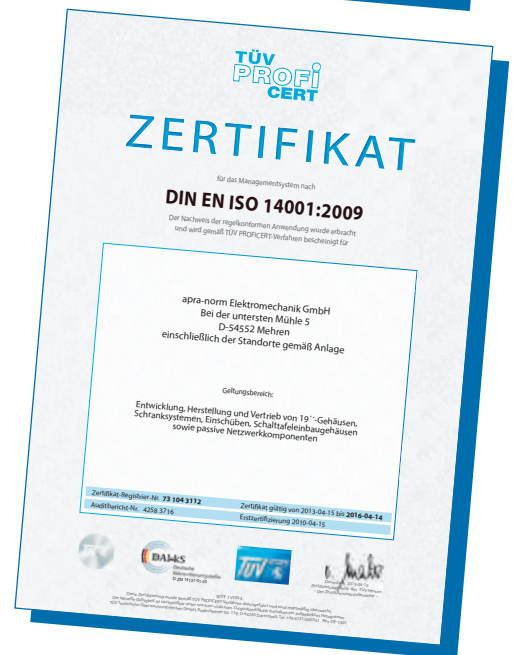 TÜV
PROFI
CERT
ZERTIFIKAT
für das Managementsystem nach
DIN EN ISO 14001:2009
Der Nachweis der regelkonformen Anwendung wurde erbracht
und wird gemäß TÜV PROFICERT-Verfahren bescheinigt für
apra-norm Elektromechanik GmbH
Bei der untersten Mühle 5
D-54552 Mehren
einschließlich der Standorte gemäß Anlage
Geltungsbereich:
Entwicklung, Herstellung und Vertrieb von 19´´-Gehäusen,
Schranksystemen, Einschüben, Schalttafeleinbaugehäusen
sowie passive Netzwerkkomponenten
Zertifikat-Registrier-Nr. 73 104 3112
Zertifikat gültig von 2013-04-15 bis 2016-04-14
Auditbericht-Nr. 4258 3716
Erstzertifizierung 2010-04-15
DAkkS
Deutsche
Akkreditierungsstelle
TÜV